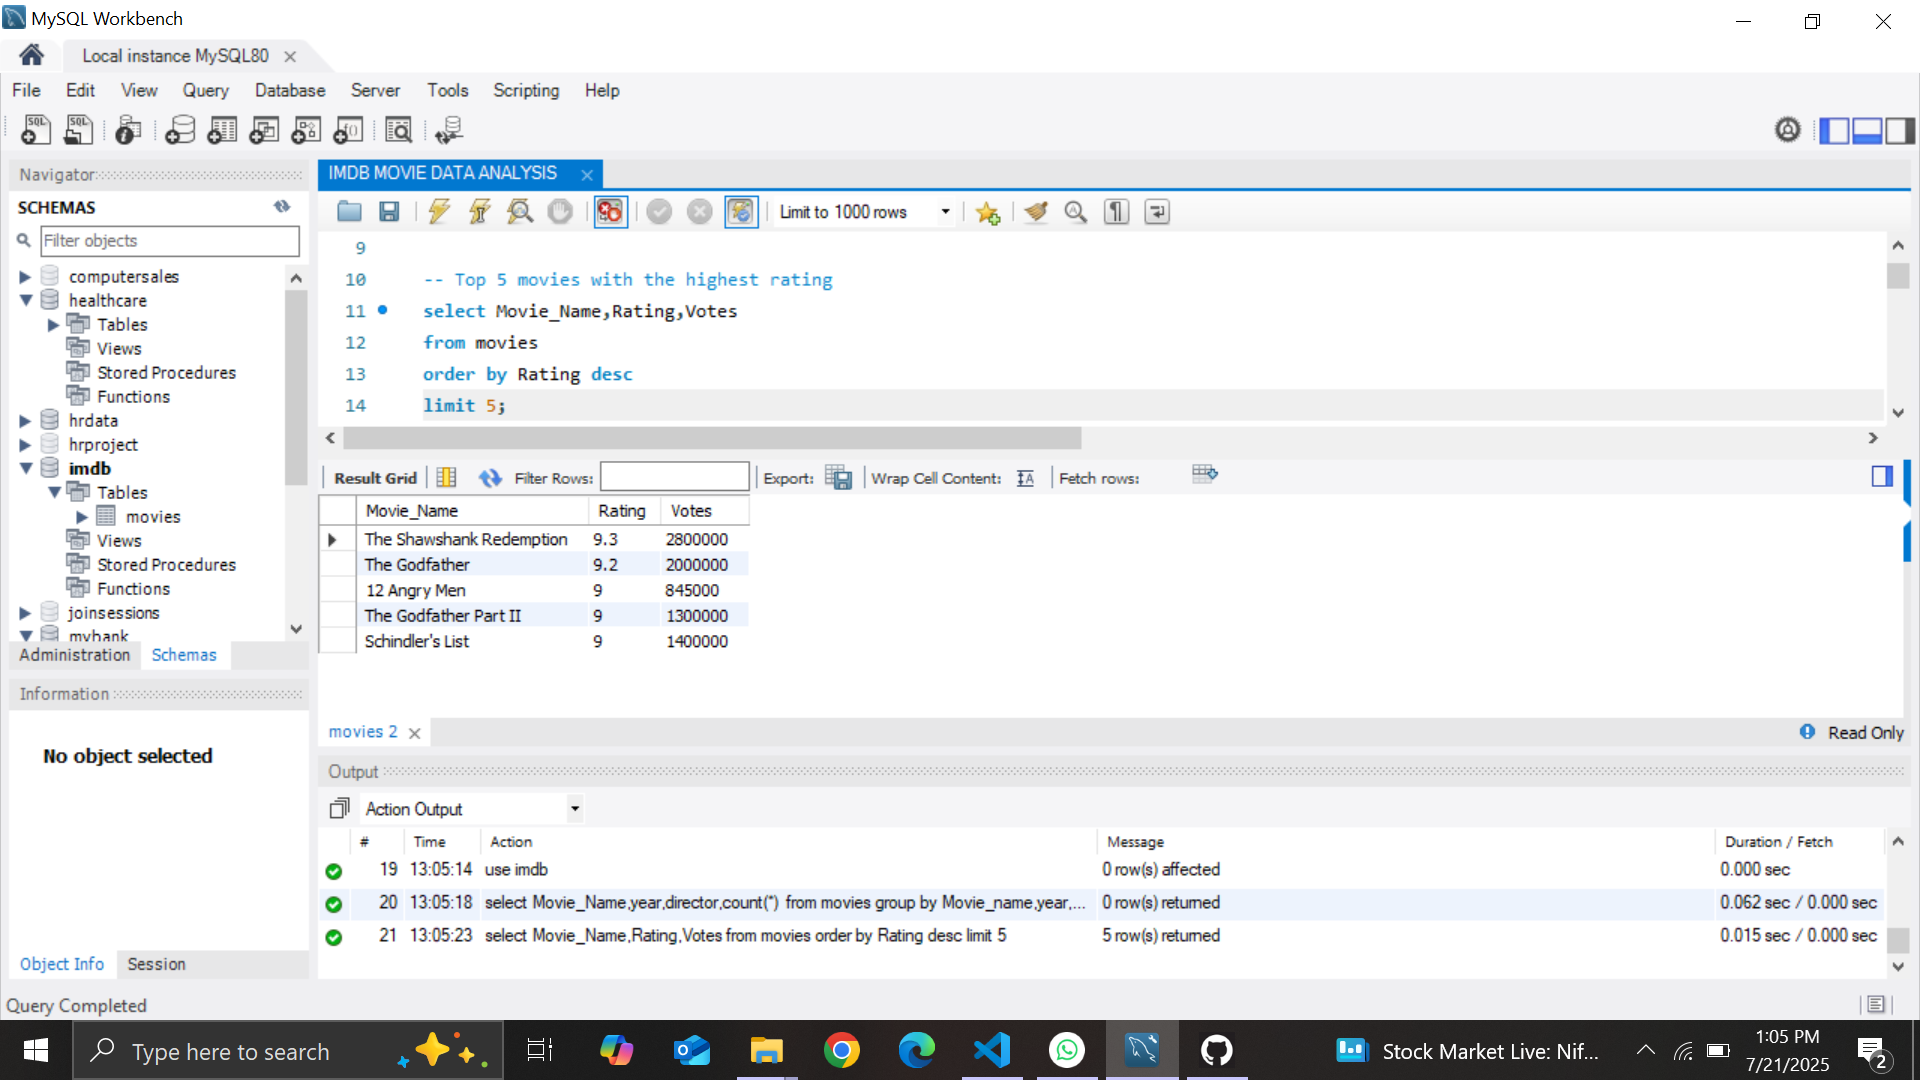 MySQL Workbench
Local instance MySQL80
File Edit View Query Database Server Tools Scripting Help
Navigator
SCHEMAS
Filter objects
computersales
healthcare
Tables
Views
Stored Procedures
Functions
hrdata
hrproject
imdb
Tables
movies
Views
Stored Procedures
Functions
joinsessions
mybank
Administration Schemas
Information
No object selected
Object Info Session
IMDB MOVIE DATA ANALYSIS
Limit to 1000 rows
9
10 -- Top 5 movies with the highest rating
11 select Movie_Name,Rating,Votes
12 from movies
13 order by Rating desc
14 limit 5;
Result Grid Filter Rows: Export: Wrap Cell Content: Fetch rows:
Movie_Name Rating Votes
The Shawshank Redemption 9.3 2800000
The Godfather 9.2 2000000
12 Angry Men 9 845000
The Godfather Part II 9 1300000
Schindler's List 9 1400000
movies 2 Read Only
Output
Action Output
# Time Action Message Duration / Fetch
19 13:05:14 use imdb 0 row(s) affected 0.000 sec
20 13:05:18 select Movie_Name,year,director,count(*) from movies group by Movie_name,year,... 0 row(s) returned 0.062 sec / 0.000 sec
21 13:05:23 select Movie_Name,Rating,Votes from movies order by Rating desc limit 5 5 row(s) returned 0.015 sec / 0.000 sec
Query Completed
Type here to search
Stock Market Live: Nif...
1:05 PM
7/21/2025
2